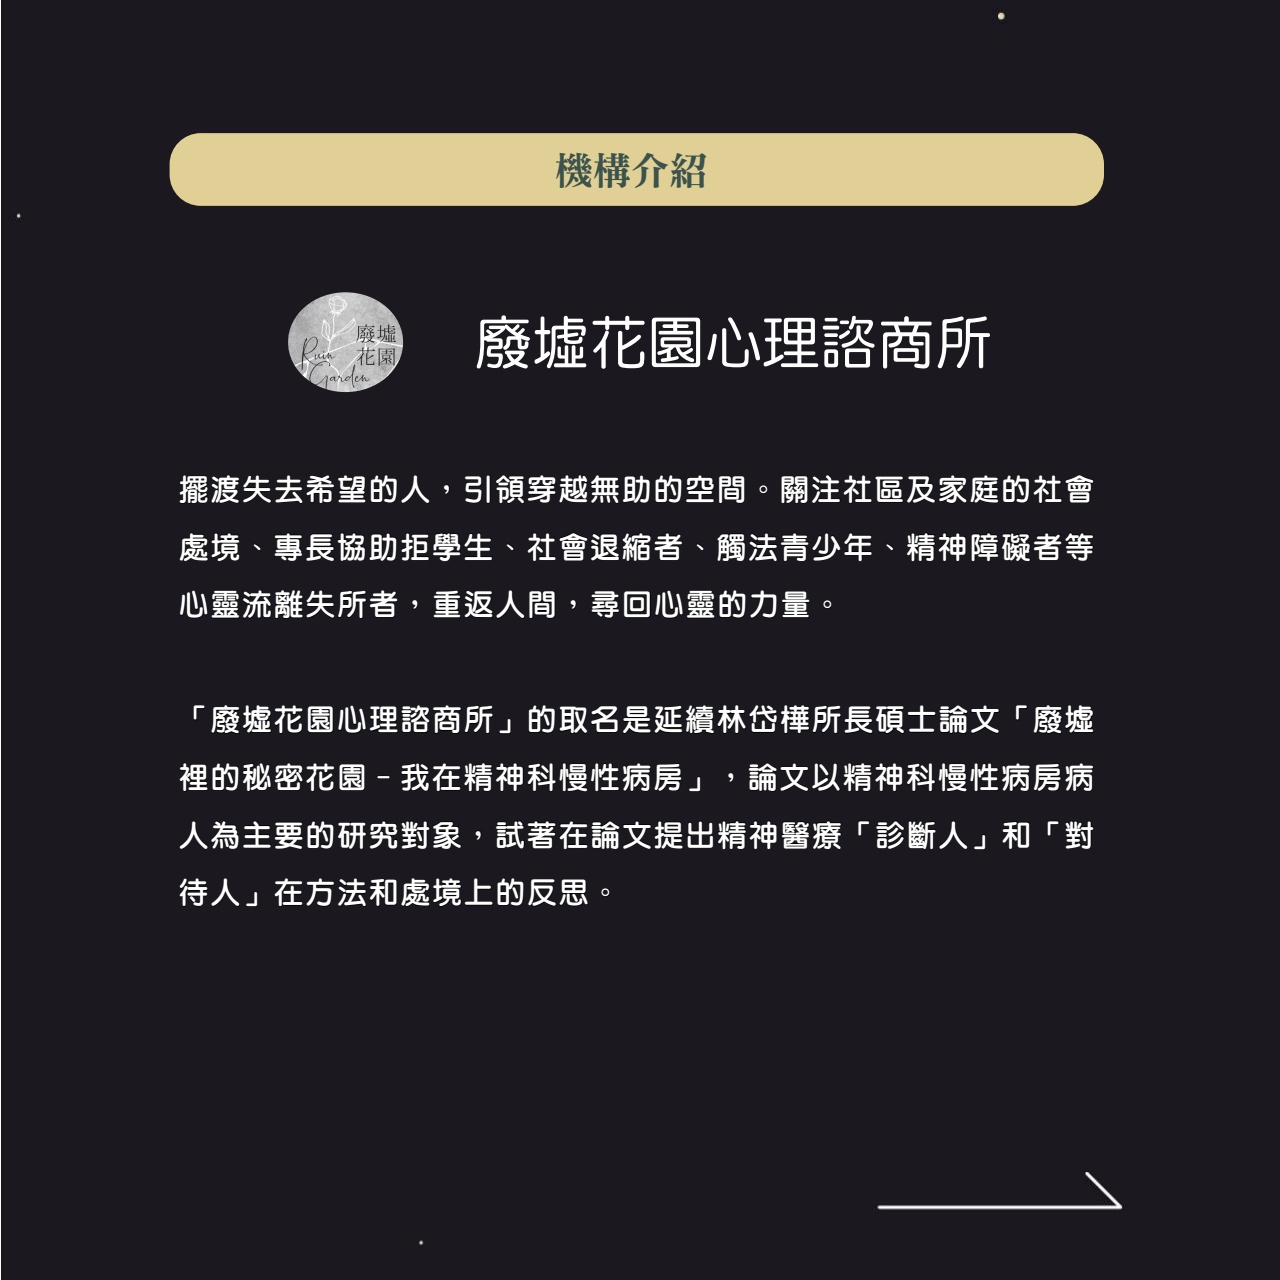 機構介紹
廢墟
花園
Ruin
Garden
廢墟花園心理諮商所
擺渡失去希望的人，引領穿越無助的空間。關注社區及家庭的社會
處境、專長協助拒學生、社會退縮者、觸法青少年、精神障礙者等
心靈流離失所者，重返人間，尋回心靈的力量。
「廢墟花園心理諮商所」的取名是延續林岱樺所長碩士論文「廢墟
裡的秘密花園－我在精神科慢性病房」，論文以精神科慢性病房病
人為主要的研究對象，試著在論文提出精神醫療「診斷人」和「對
待人」在方法和處境上的反思。